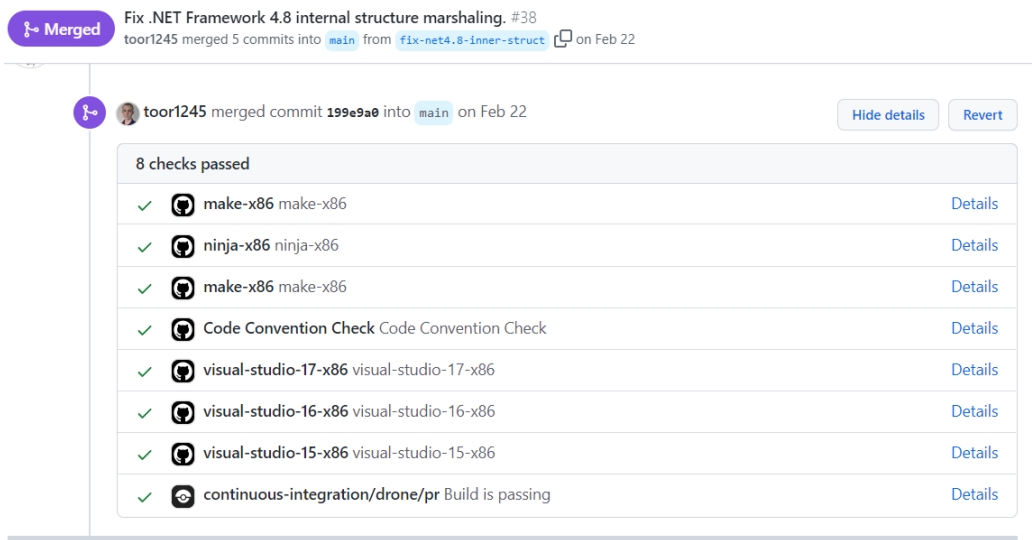 Merged
Fix .NET Framework 4.8 internal structure marshaling. #38
toor1245 merged 5 commits into main from fix-net4.8-inner-struct on Feb 22
toor1245 merged commit 199e9a0 into main on Feb 22
Hide details
Revert
8 checks passed
make-x86 make-x86 Details
ninja-x86 ninja-x86 Details
make-x86 make-x86 Details
Code Convention Check Code Convention Check Details
visual-studio-17-x86 visual-studio-17-x86 Details
visual-studio-16-x86 visual-studio-16-x86 Details
visual-studio-15-x86 visual-studio-15-x86 Details
continuous-integration/drone/pr Build is passing Details